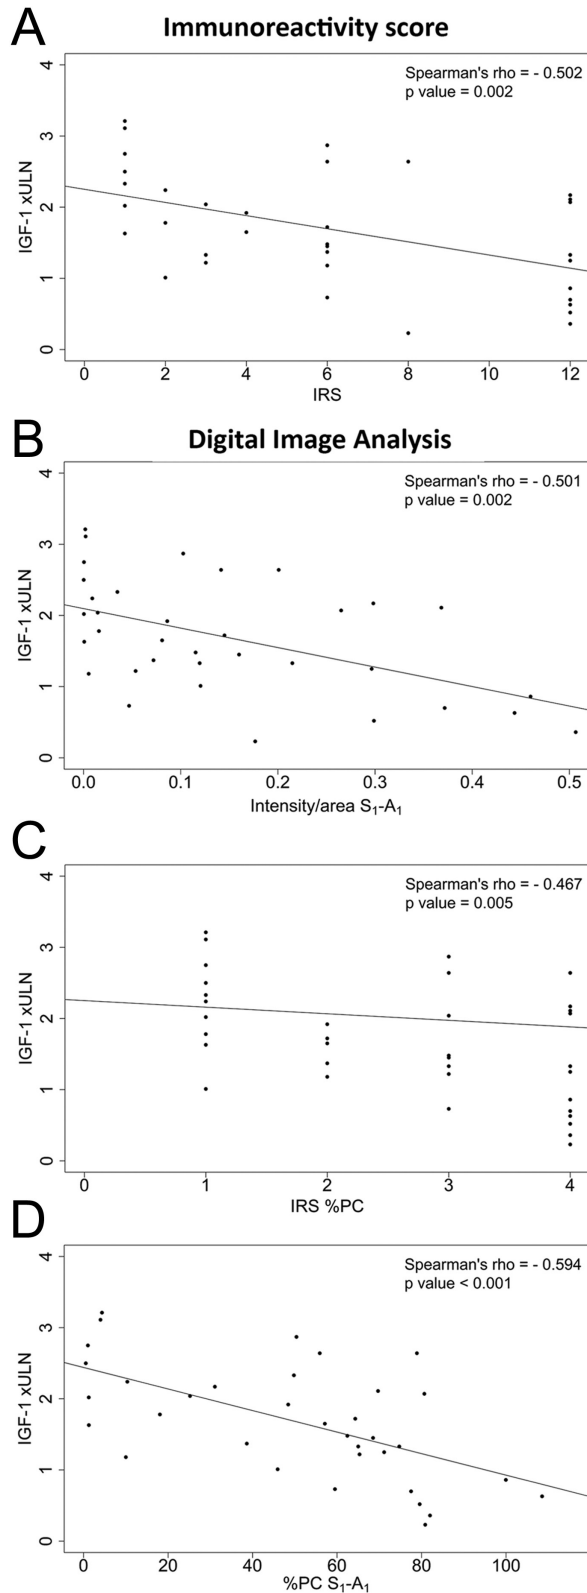 A
Immunoreactivity score
Spearman's rho = - 0.502
p value = 0.002
IGF-1 xULN
4
3
2
1
0
0 2 4 6 8 10 12
IRS
B
Digital Image Analysis
Spearman's rho = - 0.501
p value = 0.002
IGF-1 xULN
4
3
2
1
0
0.0 0.1 0.2 0.3 0.4 0.5
Intensity/area S₁-A₁
C
Spearman's rho = - 0.467
p value = 0.005
IGF-1 xULN
4
3
2
1
0
0 1 2 3 4
IRS %PC
D
Spearman's rho = - 0.594
p value < 0.001
IGF-1 xULN
4
3
2
1
0
0 20 40 60 80 100
%PC S₁-A₁